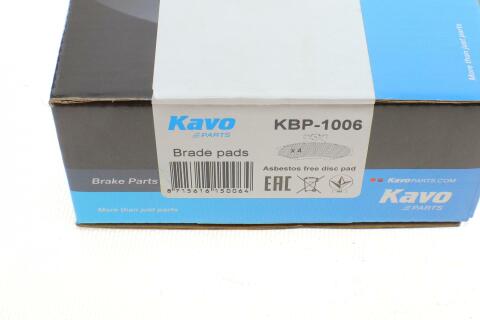 More than just parts
Kavo
PARTS
KBP-1006
x4
Brade pads
Asbestos free disc pad
8 715616 150064
EAC
Brake Parts
More than just parts
KAVOPARTS.COM
Kavo
PARTS